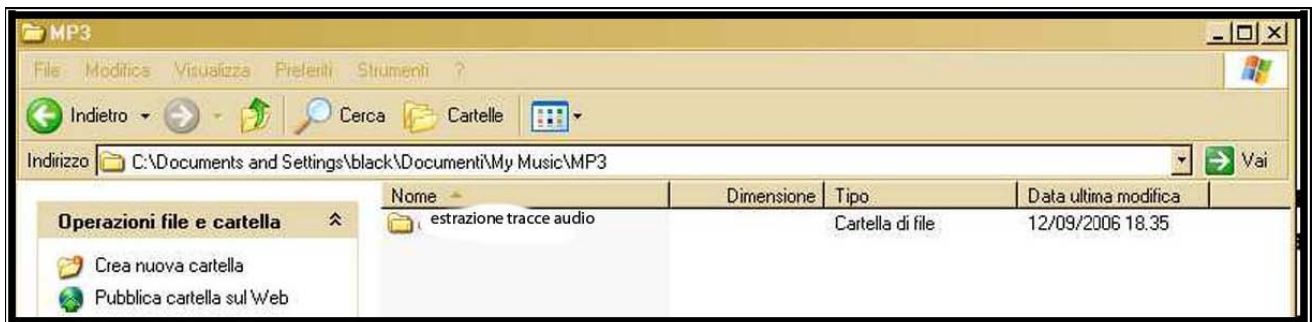 MP3
File Modifica Visualizza Preferiti Strumenti ?
Indietro Cerca Cartelle
Indirizzo C:\Documents and Settings\black\Documenti\My Music\MP3 Vai
Nome Dimensione Tipo Data ultima modifica
Operazioni file e cartella
estrazione tracce audio Cartella di file 12/09/2006 18.35
Crea nuova cartella
Pubblica cartella sul Web